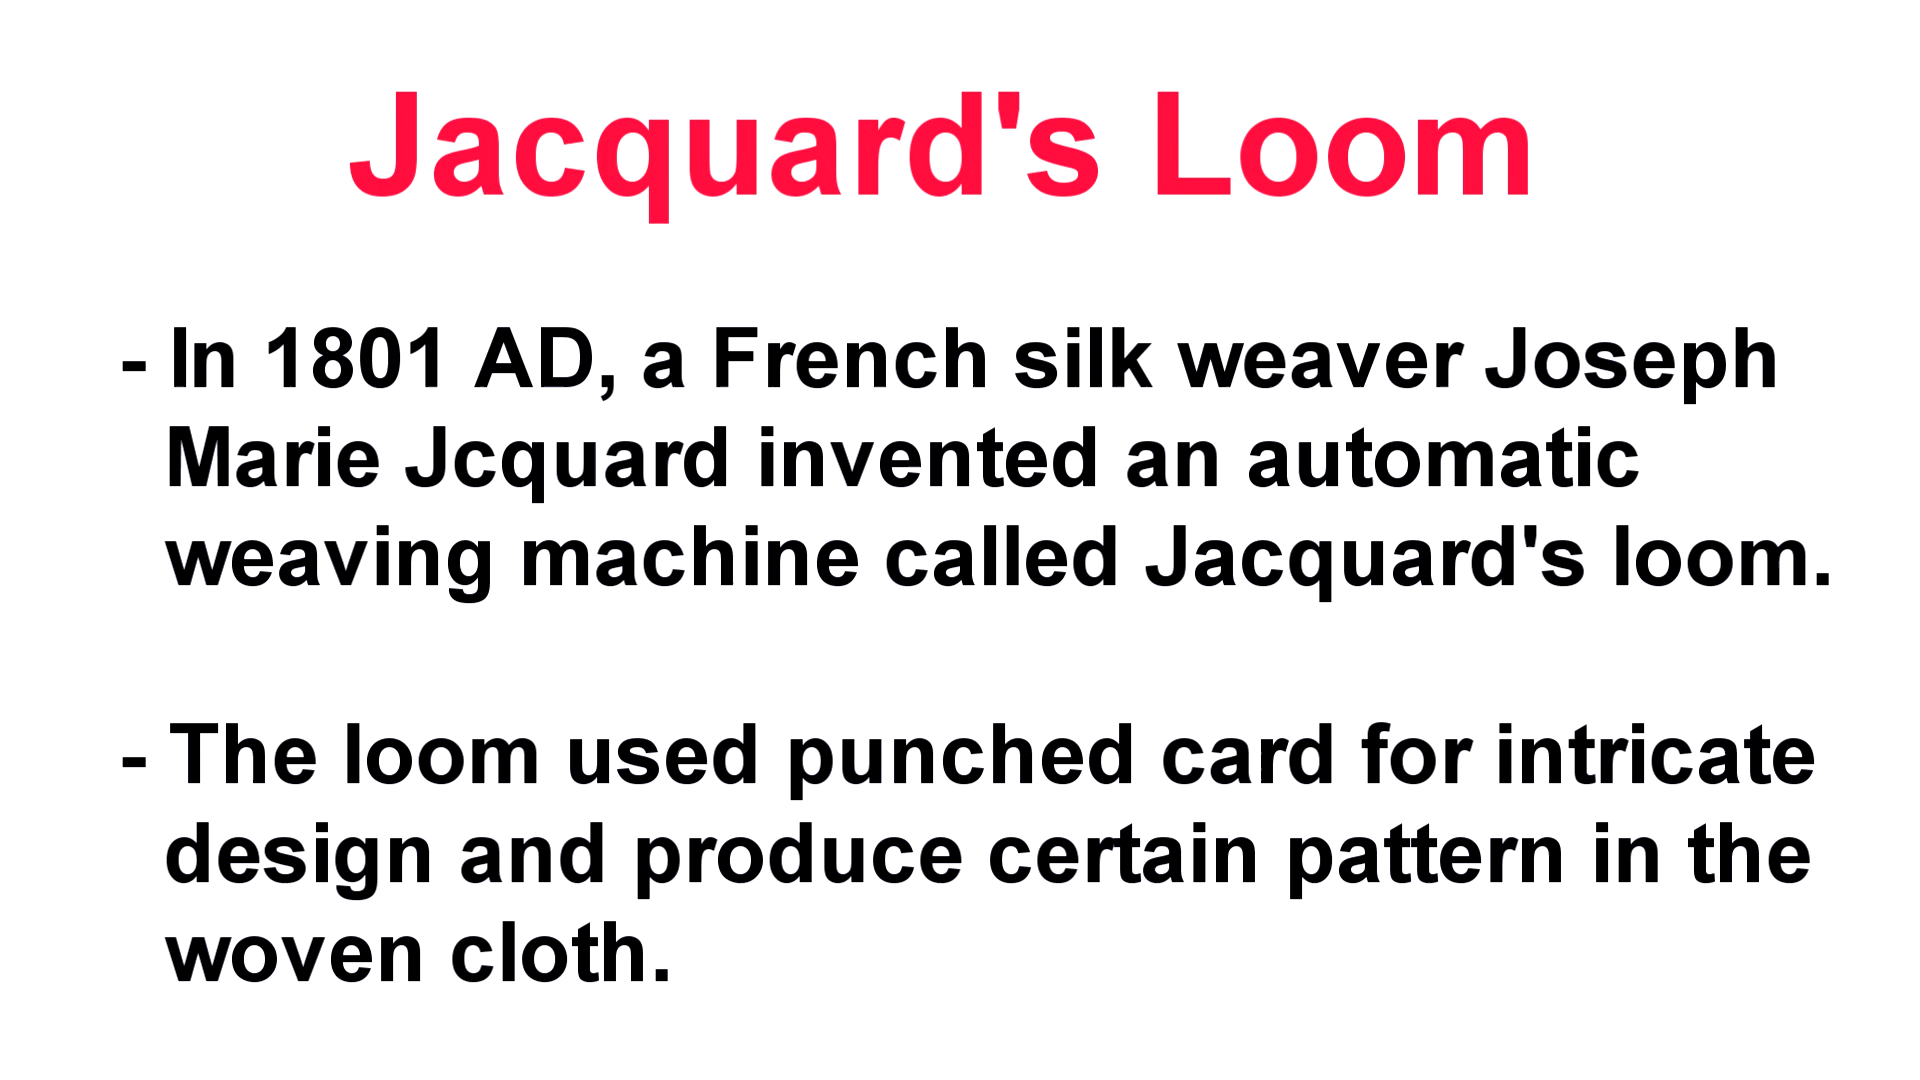 Jacquard's Loom
- In 1801 AD, a French silk weaver Joseph
Marie Jcquard invented an automatic
weaving machine called Jacquard's loom.
- The loom used punched card for intricate
design and produce certain pattern in the
woven cloth.